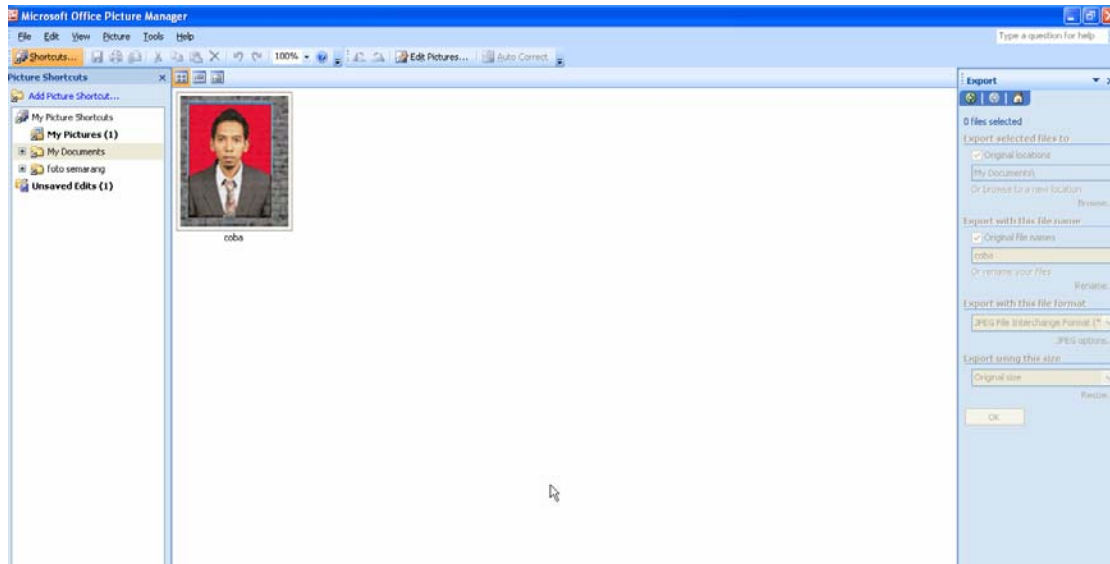 Microsoft Office Picture Manager
File Edit View Picture Tools Help
Type a question for help
Shortcuts... 100% Edit Pictures... Auto Correct
Picture Shortcuts
Add Picture Shortcut...
My Picture Shortcuts
My Pictures (1)
My Documents
foto semarang
Unsaved Edits (1)
coba
Export
0 files selected
Export selected files to
Original locations
My Documents\
Or browse to a new location
Browse...
Export with this file name
Original file names
coba
Or rename your files
Rename...
Export with this file format
JPEG File Interchange Format (*
JPEG options...
Export using this size
Original size
Resize...
OK